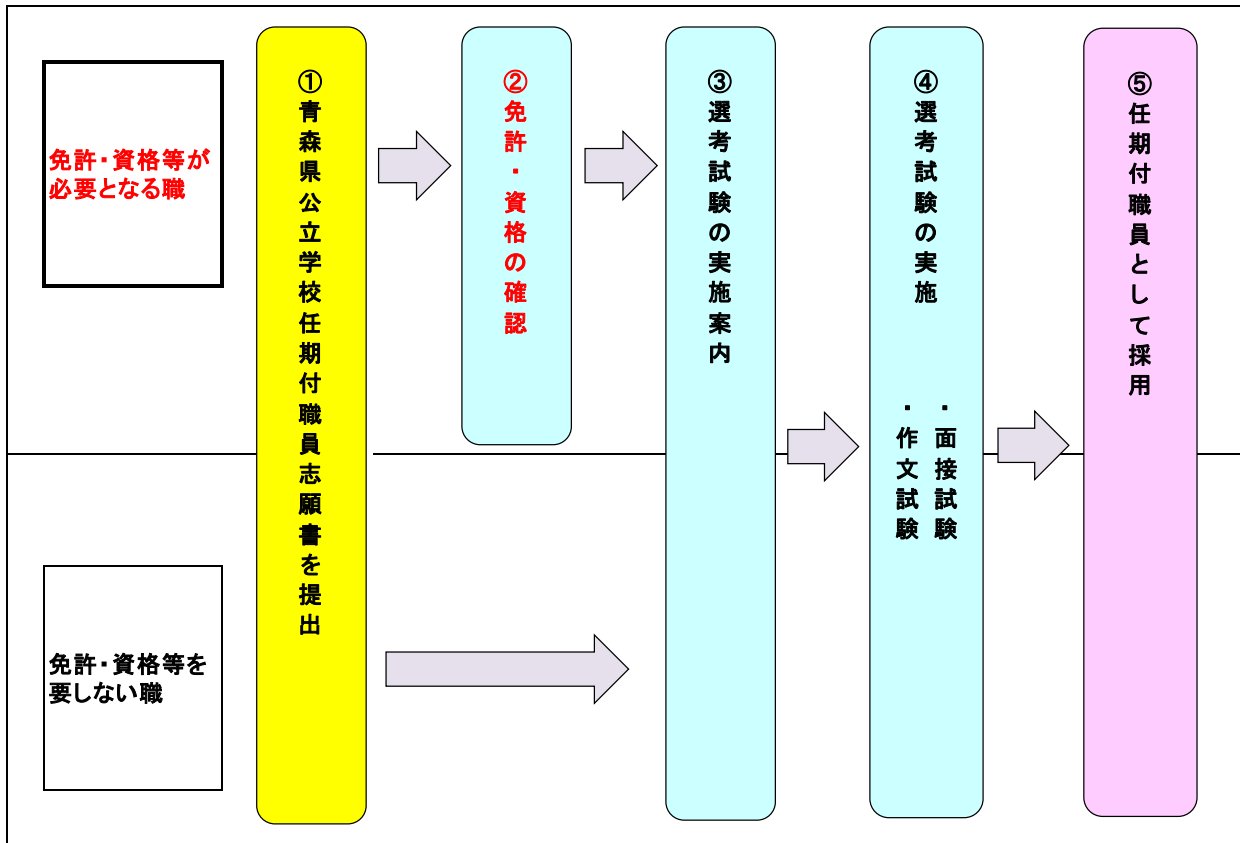 免許・資格等が
必要となる職
免許・資格等を
要しない職
①青森県公立学校任期付職員志願書を提出
②免許・資格の確認
③選考試験の実施案内
④選考試験の実施
・面接試験
・作文試験
⑤任期付職員として採用